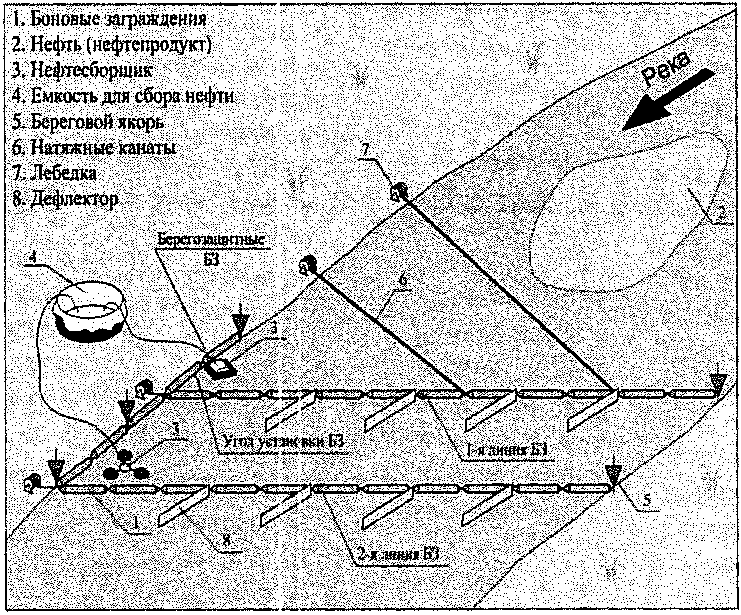 1. Боновые заграждения
2. Нефть (нефтепродукт)
3. Нефтесборщик
4. Емкость для сбора нефти
5. Береговой якорь
6. Натяжные канаты
7. Лебедка
8. Дефлектор
Река
7
2
Берегозащитные
БЗ
4
6
3
Угол установки БЗ
1-я линия БЗ
3
1
8
2-я линия БЗ
5